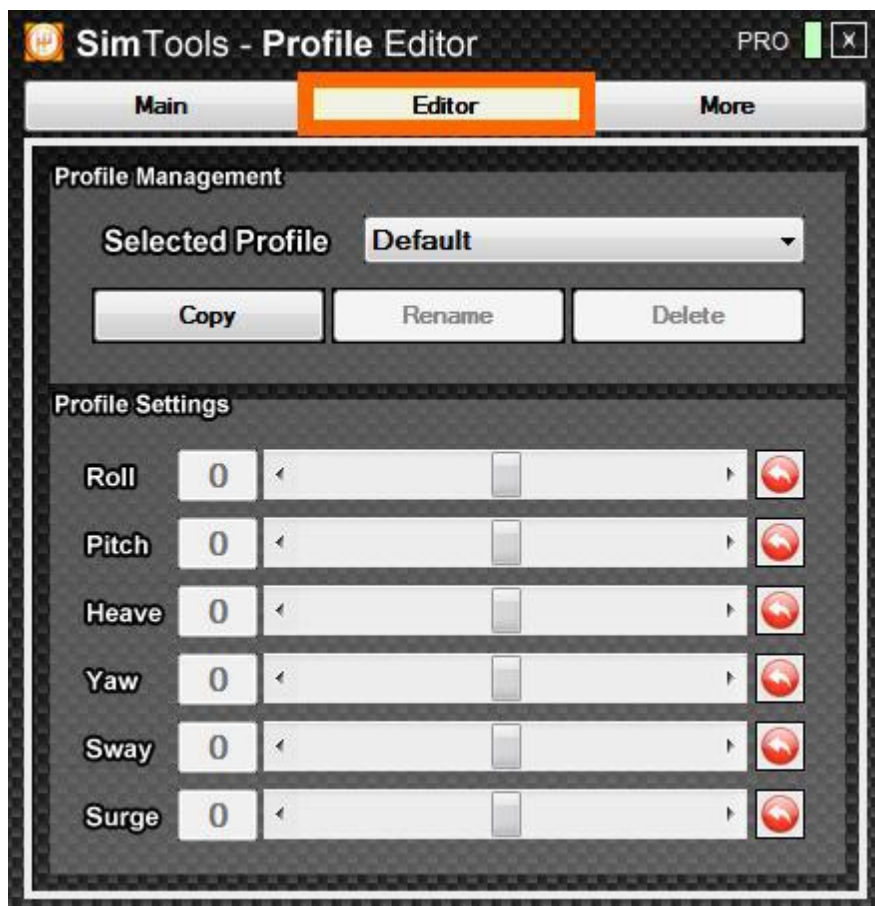 SimTools - Profile Editor PRO X
Main Editor More
Profile Management
Selected Profile Default
Copy Rename Delete
Profile Settings
Roll 0
Pitch 0
Heave 0
Yaw 0
Sway 0
Surge 0